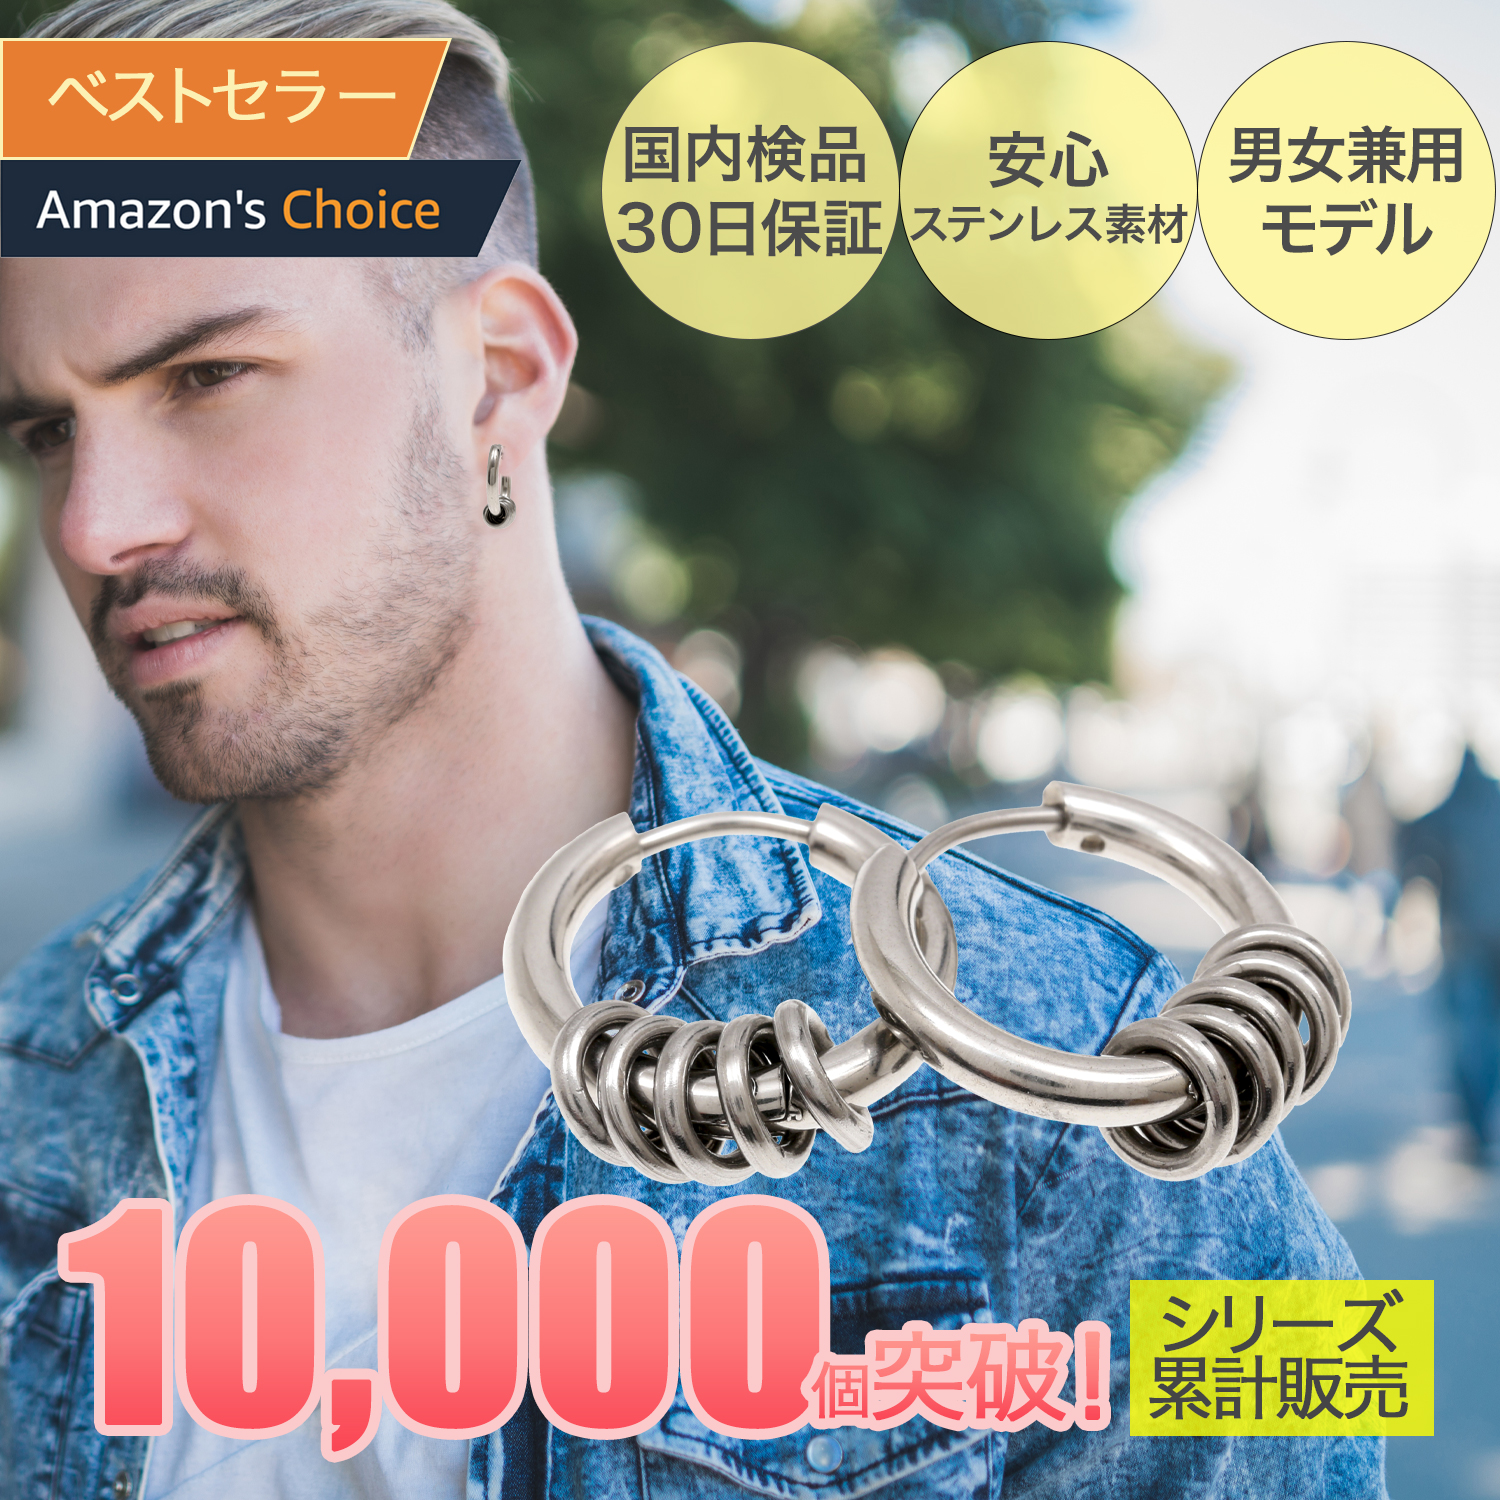 ベストセラー
Amazon's Choice
国内検品
30日保証
安心
ステンレス素材
男女兼用
モデル
10,000個突破!
シリーズ
累計販売